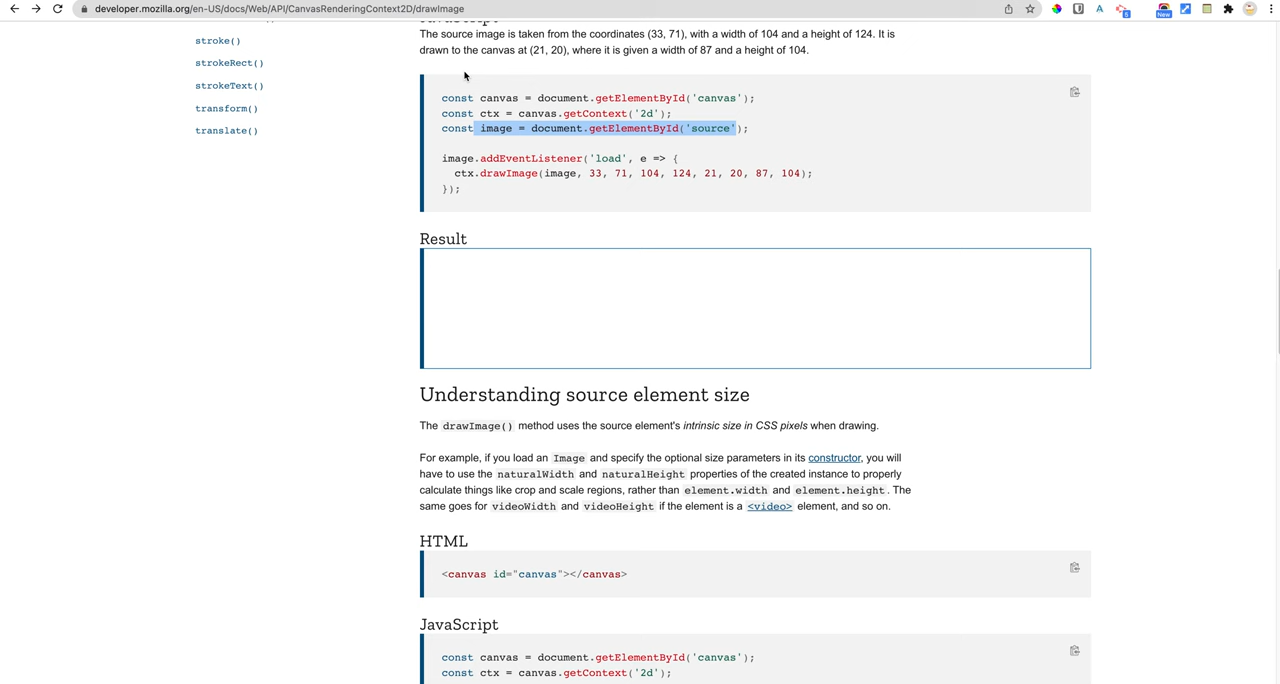 developer.mozilla.org/en-US/docs/Web/API/CanvasRenderingContext2D/drawImage
5
New
stroke()
strokeRect()
strokeText()
transform()
translate()
JavaScript
The source image is taken from the coordinates (33, 71), with a width of 104 and a height of 124. It is
drawn to the canvas at (21, 20), where it is given a width of 87 and a height of 104.
const canvas = document.getElementById('canvas');
const ctx = canvas.getContext('2d');
const image = document.getElementById('source');
image.addEventListener('load', e => {
ctx.drawImage(image, 33, 71, 104, 124, 21, 20, 87, 104);
});
Result
Understanding source element size
The drawImage() method uses the source element's intrinsic size in CSS pixels when drawing.
For example, if you load an Image and specify the optional size parameters in its constructor, you will
have to use the naturalWidth and naturalHeight properties of the created instance to properly
calculate things like crop and scale regions, rather than element.width and element.height. The
same goes for videoWidth and videoHeight if the element is a <video> element, and so on.
HTML
<canvas id="canvas"></canvas>
JavaScript
const canvas = document.getElementById('canvas');
const ctx = canvas.getContext('2d');